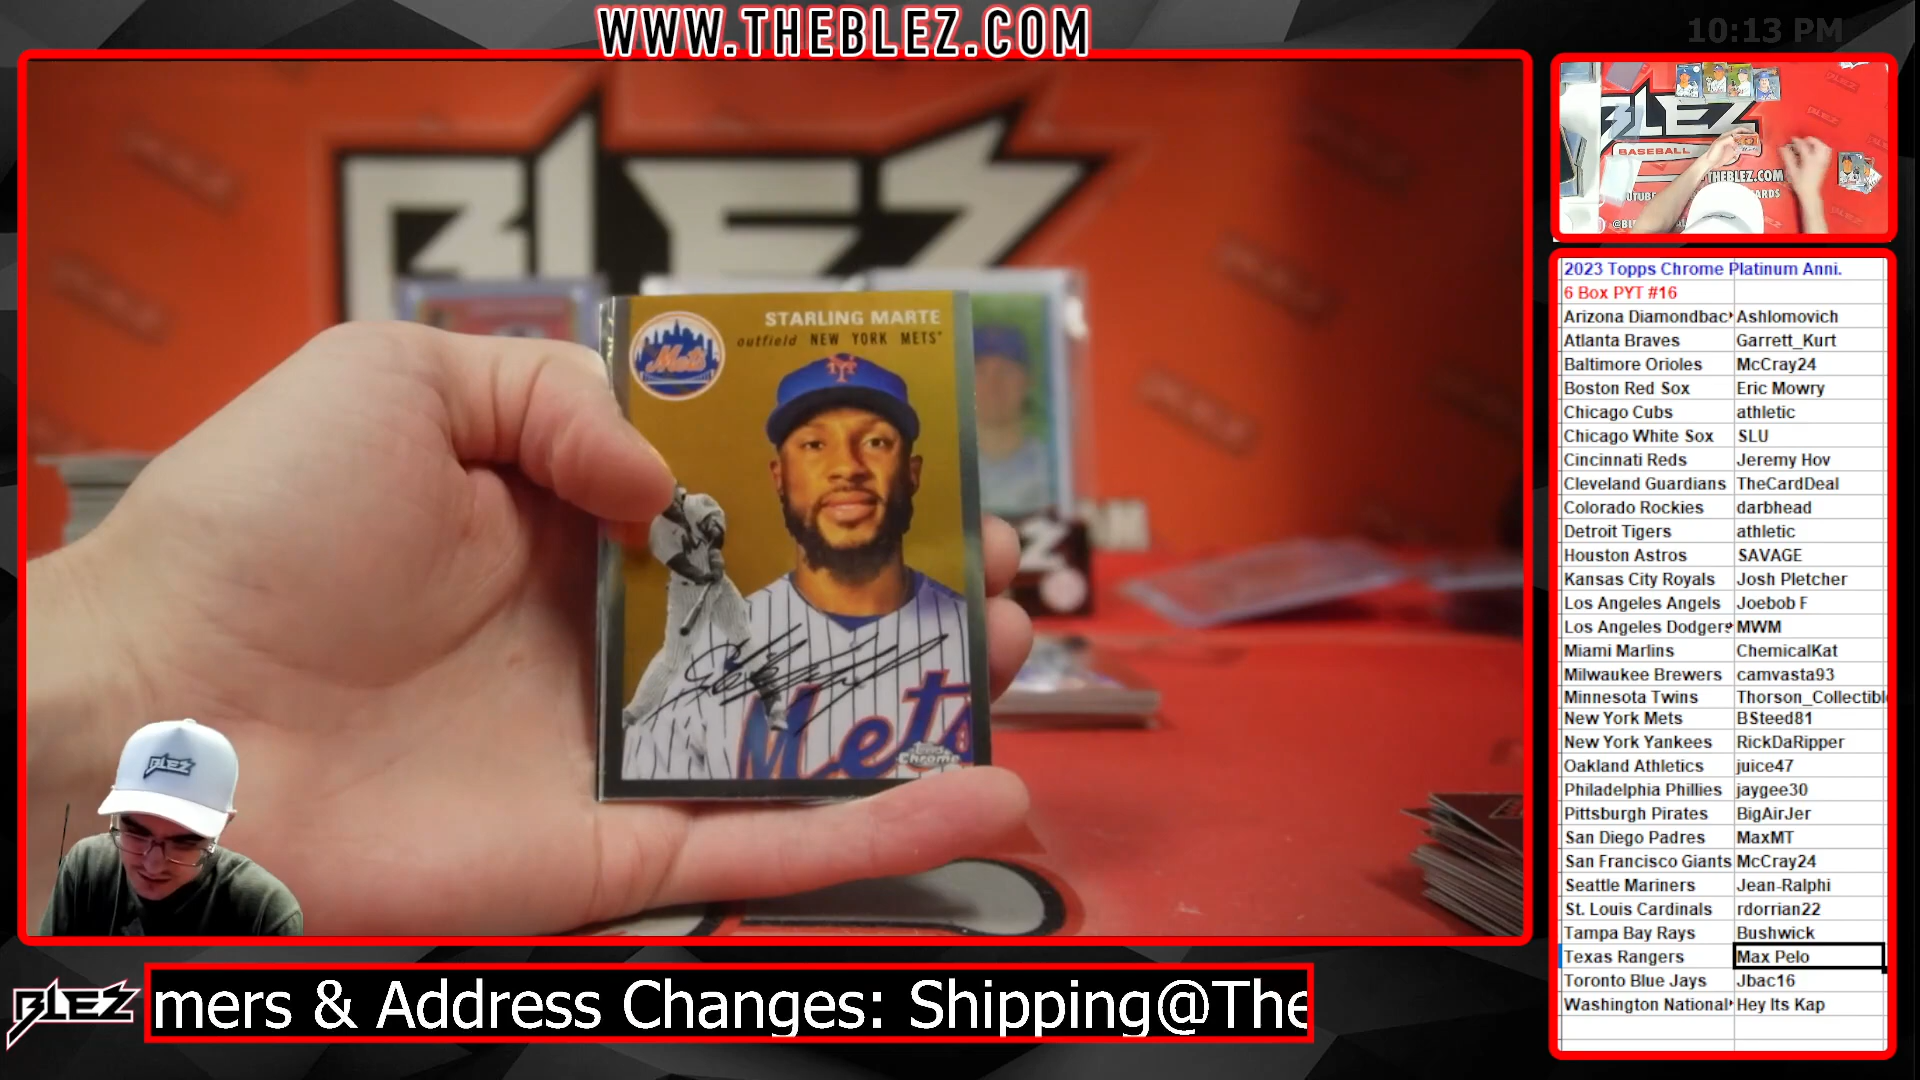 WWW.THEBLEZ.COM
10:13 PM
BLEZ
STARLING MARTE
outfield NEW YORK METS
Mets
Mets
Topps
Chrome
BLEZ
BLEZ
BASEBALL
THEBLEZ.COM
2023 Topps Chrome Platinum Anni.
6 Box PYT #16
Arizona Diamondbac Ashlomovich
Atlanta Braves Garrett_Kurt
Baltimore Orioles McCray24
Boston Red Sox Eric Mowry
Chicago Cubs athletic
Chicago White Sox SLU
Cincinnati Reds Jeremy Hov
Cleveland Guardians TheCardDeal
Colorado Rockies darbhead
Detroit Tigers athletic
Houston Astros SAVAGE
Kansas City Royals Josh Pletcher
Los Angeles Angels Joebob F
Los Angeles Dodgers MWM
Miami Marlins ChemicalKat
Milwaukee Brewers camvasta93
Minnesota Twins Thorson_Collectibl
New York Mets BSteed81
New York Yankees RickDaRipper
Oakland Athletics juice47
Philadelphia Phillies jaygee30
Pittsburgh Pirates BigAirJer
San Diego Padres MaxMT
San Francisco Giants McCray24
Seattle Mariners Jean-Ralphi
St. Louis Cardinals rdorrian22
Tampa Bay Rays Bushwick
Texas Rangers Max Pelo
Toronto Blue Jays Jbac16
Washington National Hey Its Kap
BLEZ
mers & Address Changes: Shipping@The